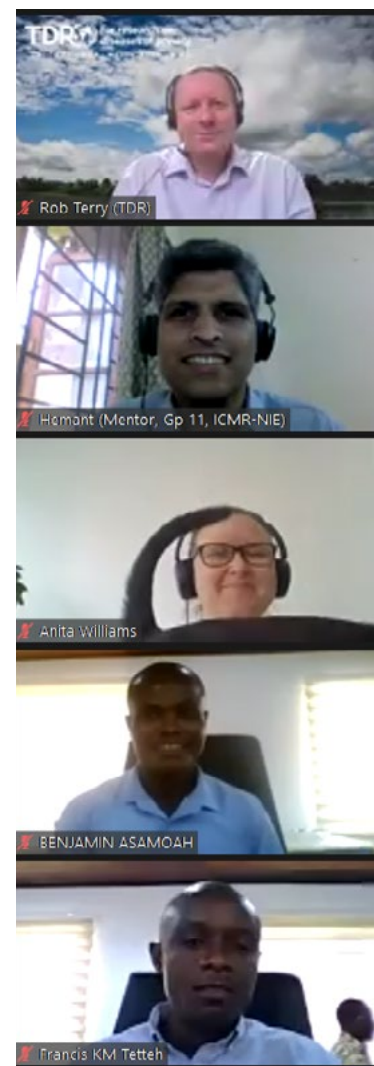 TDR
Rob Terry (TDR)
Hemant (Mentor, Gp 11, ICMR-NIE)
Anita Williams
BENJAMIN ASAMOAH
Francis KM Tetteh